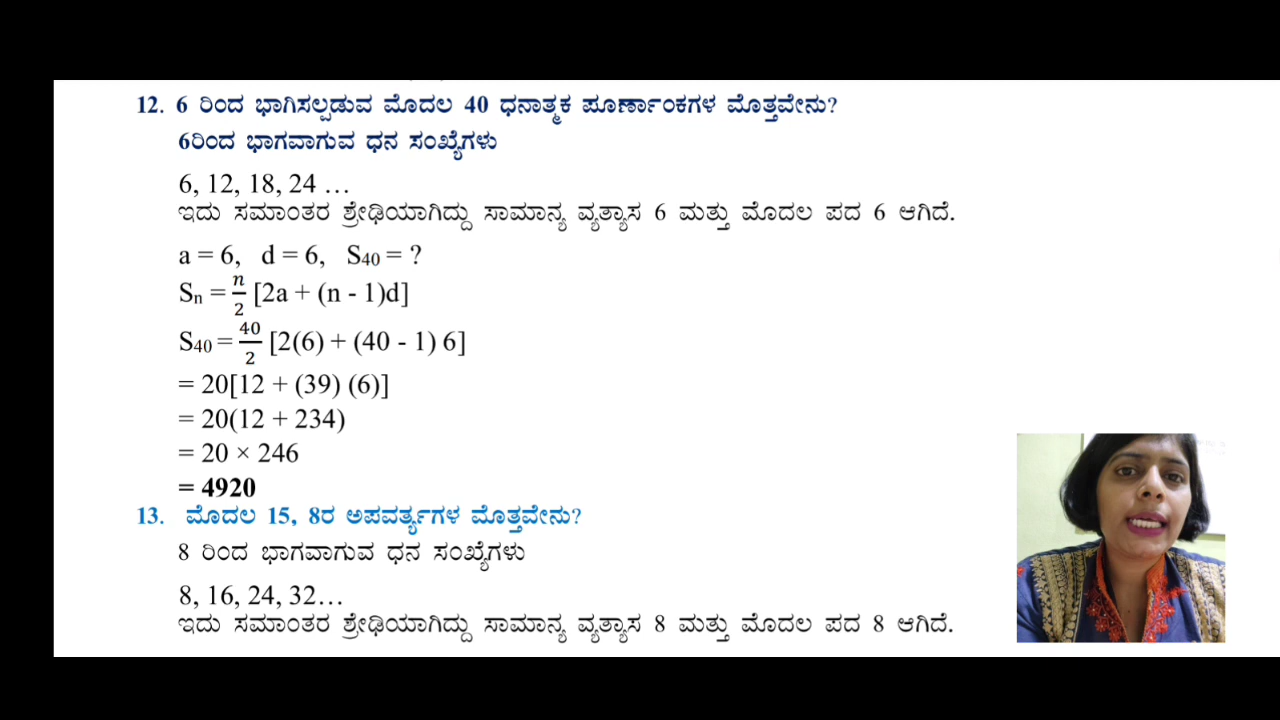 12. 6 ರಿಂದ ಭಾಗಿಸಲ್ಪಡುವ ಮೊದಲ 40 ಧನಾತ್ಮಕ ಪೂರ್ಣಾಂಕಗಳ ಮೊತ್ತವೇನು?
6ರಿಂದ ಭಾಗವಾಗುವ ಧನ ಸಂಖ್ಯೆಗಳು
6, 12, 18, 24 …
ಇದು ಸಮಾಂತರ ಶ್ರೇಢಿಯಾಗಿದ್ದು ಸಾಮಾನ್ಯ ವ್ಯತ್ಯಾಸ 6 ಮತ್ತು ಮೊದಲ ಪದ 6 ಆಗಿದೆ.
a = 6, d = 6, S₄₀ = ?
Sₙ = n/2 [2a + (n - 1)d]
S₄₀ = 40/2 [2(6) + (40 - 1) 6]
= 20[12 + (39) (6)]
= 20(12 + 234)
= 20 × 246
= 4920
13. ಮೊದಲ 15, 8ರ ಅಪವರ್ತ್ಯಗಳ ಮೊತ್ತವೇನು?
8 ರಿಂದ ಭಾಗವಾಗುವ ಧನ ಸಂಖ್ಯೆಗಳು
8, 16, 24, 32…
ಇದು ಸಮಾಂತರ ಶ್ರೇಢಿಯಾಗಿದ್ದು ಸಾಮಾನ್ಯ ವ್ಯತ್ಯಾಸ 8 ಮತ್ತು ಮೊದಲ ಪದ 8 ಆಗಿದೆ.